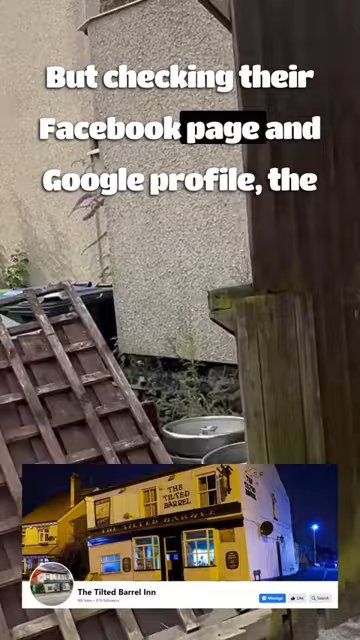 But checking their
Facebook page and
Google profile, the
THE
TILTED
BARREL
THE TILTED BARREL
The Tilted Barrel Inn
Message
Like
Search